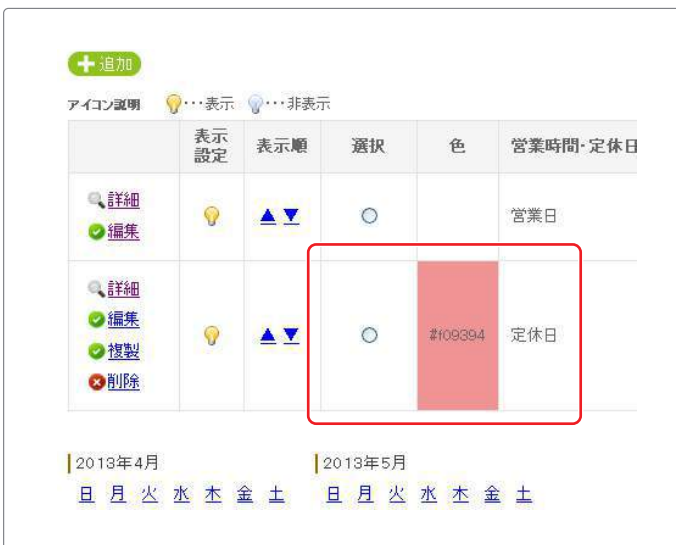 追加
アイコン説明 ･･･表示 ･･･非表示
表示設定 表示順 選択 色 営業時間･定休日
詳細
編集
▲ ▼
営業日
詳細
編集
複製
削除
▲ ▼
#f09394
定休日
2013年4月 2013年5月
日 月 火 水 木 金 土 日 月 火 水 木 金 土